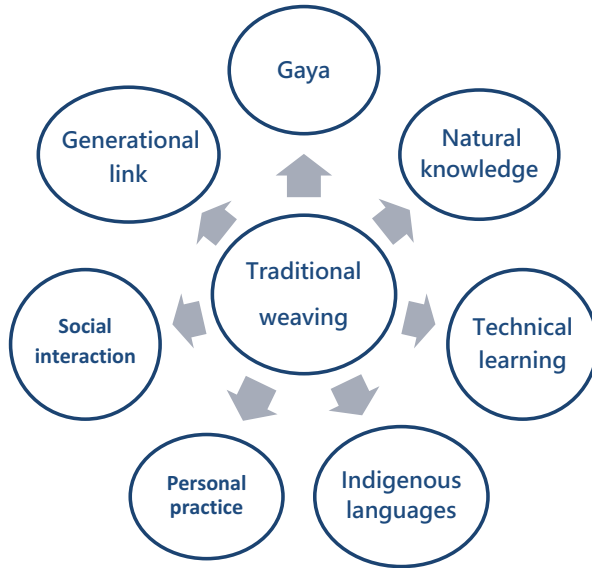 Gaya
Generational
link
Natural
knowledge
Traditional
weaving
Social
interaction
Technical
learning
Personal
practice
Indigenous
languages